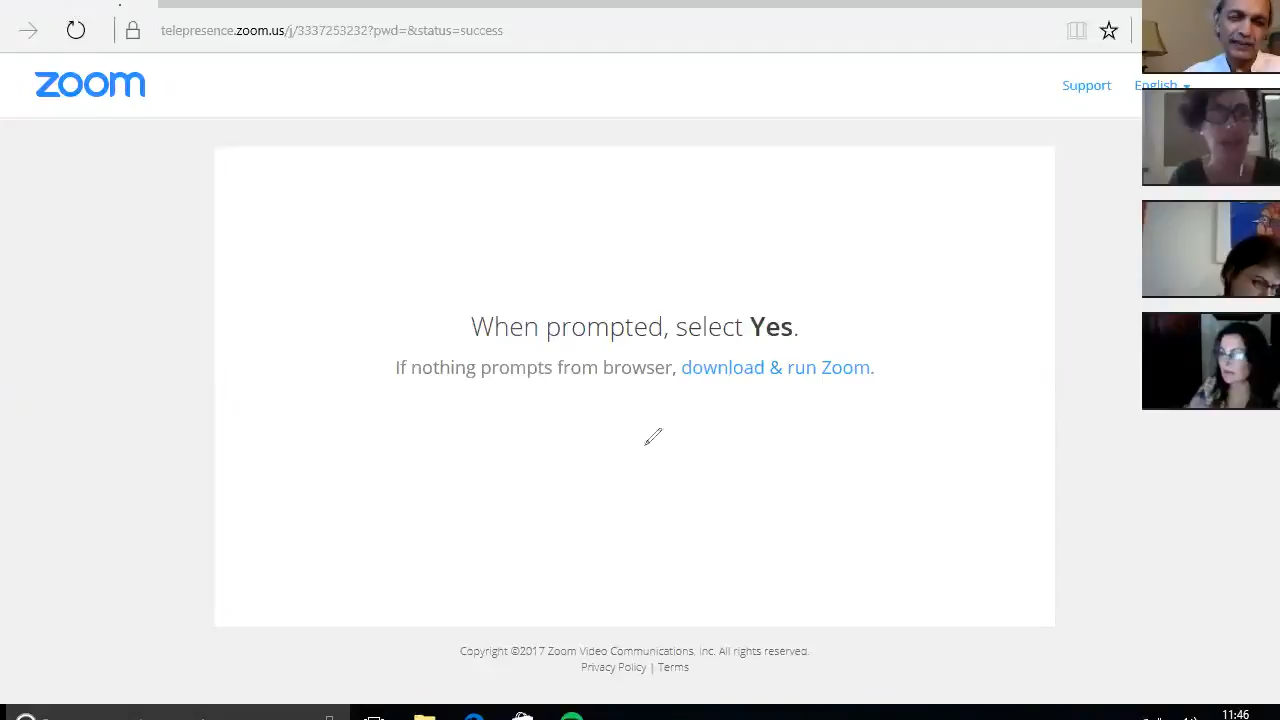 telepresence.zoom.us/j/3337253232?pwd=&status=success
zoom
Support
English
When prompted, select Yes.
If nothing prompts from browser, download & run Zoom.
Copyright ©2017 Zoom Video Communications, Inc. All rights reserved.
Privacy Policy | Terms
11:46